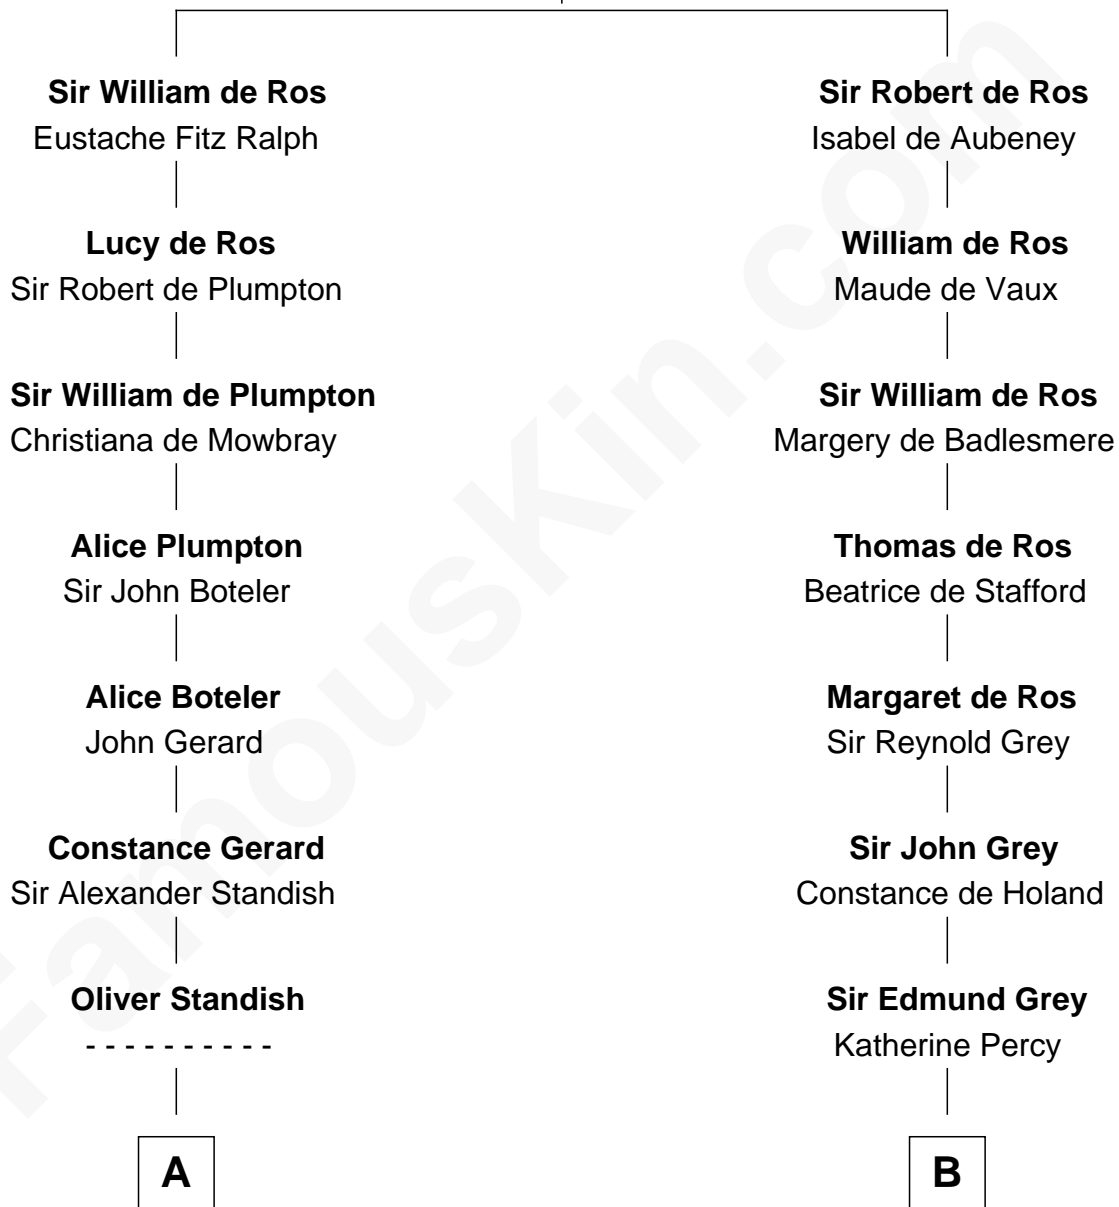 Sir William de Ros
Eustache Fitz Ralph
Lucy de Ros
Sir Robert de Plumpton
Sir William de Plumpton
Christiana de Mowbray
Alice Plumpton
Sir John Boteler
Alice Boteler
John Gerard
Constance Gerard
Sir Alexander Standish
Oliver Standish
- - - - - - - - - -
A
Sir Robert de Ros
Isabel de Aubeney
William de Ros
Maude de Vaux
Sir William de Ros
Margery de Badlesmere
Thomas de Ros
Beatrice de Stafford
Margaret de Ros
Sir Reynold Grey
Sir John Grey
Constance de Holand
Sir Edmund Grey
Katherine Percy
B
FamousKin.com